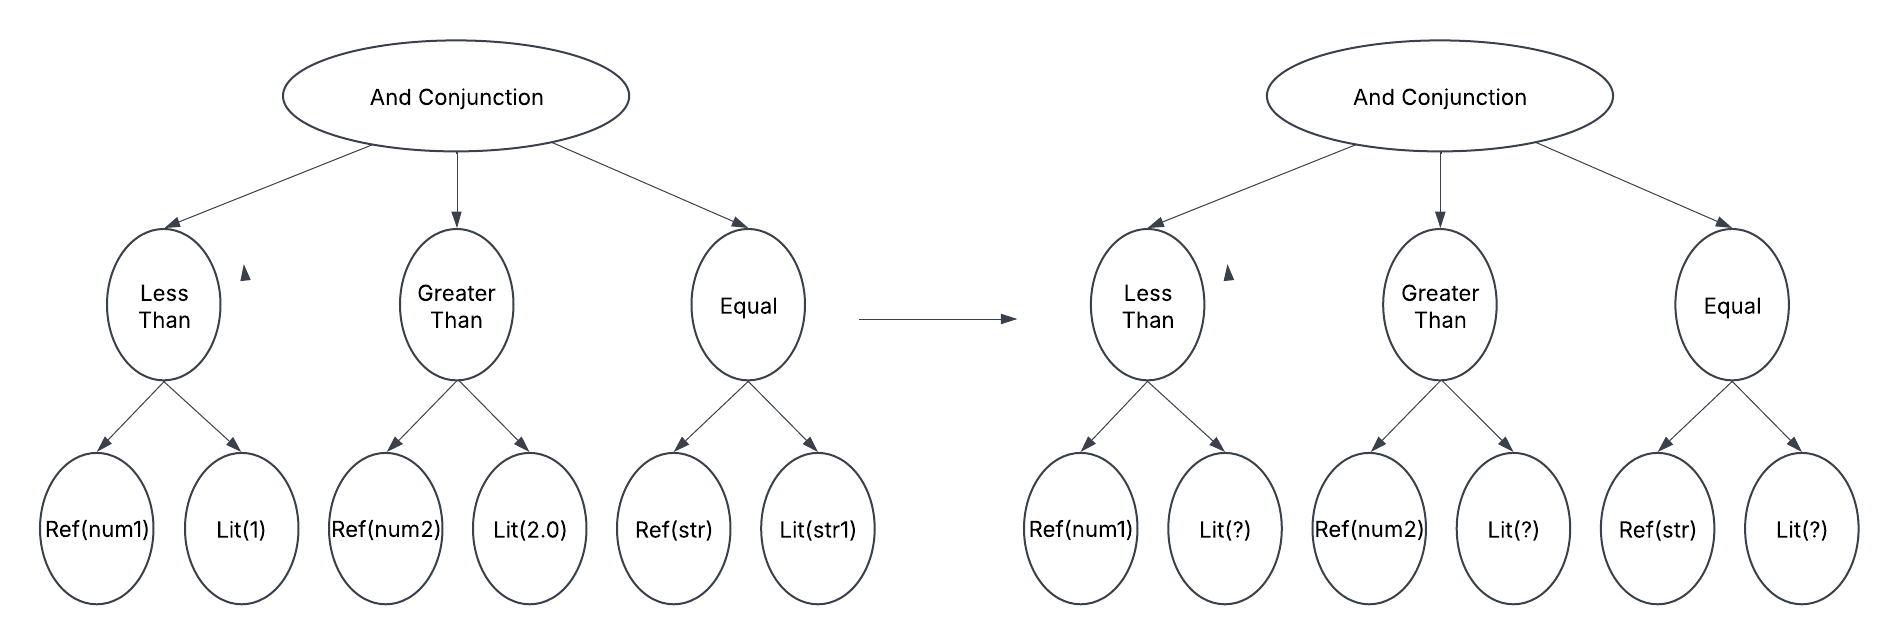 And Conjunction
And Conjunction
Less
Than
Greater
Than
Equal
Less
Than
Greater
Than
Equal
Ref(num1)
Lit(1)
Ref(num2)
Lit(2.0)
Ref(str)
Lit(str1)
Ref(num1)
Lit(?)
Ref(num2)
Lit(?)
Ref(str)
Lit(?)